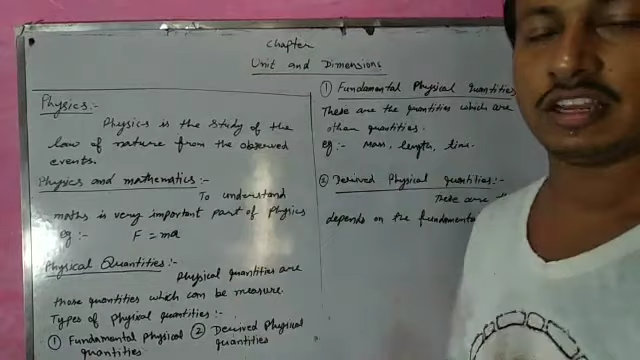 Chapter
Unit and Dimensions
Physics:-
Physics is the study of the
law of nature from the observed
events.
Physics and mathematics:-
To understand
maths is very important part of Physics
eg:- F = ma
Physical Quantities:-
Physical quantities are
those quantities which can be measure.
Types of Physical quantities:-
① Fundamental Physical ② Derived Physical
quantities quantities
① Fundamental Physical Quantities
These are the quantities which are
other quantities.
eg:- Mass, length, time.
② Derived Physical quantities:-
These are
depends on the fundamental